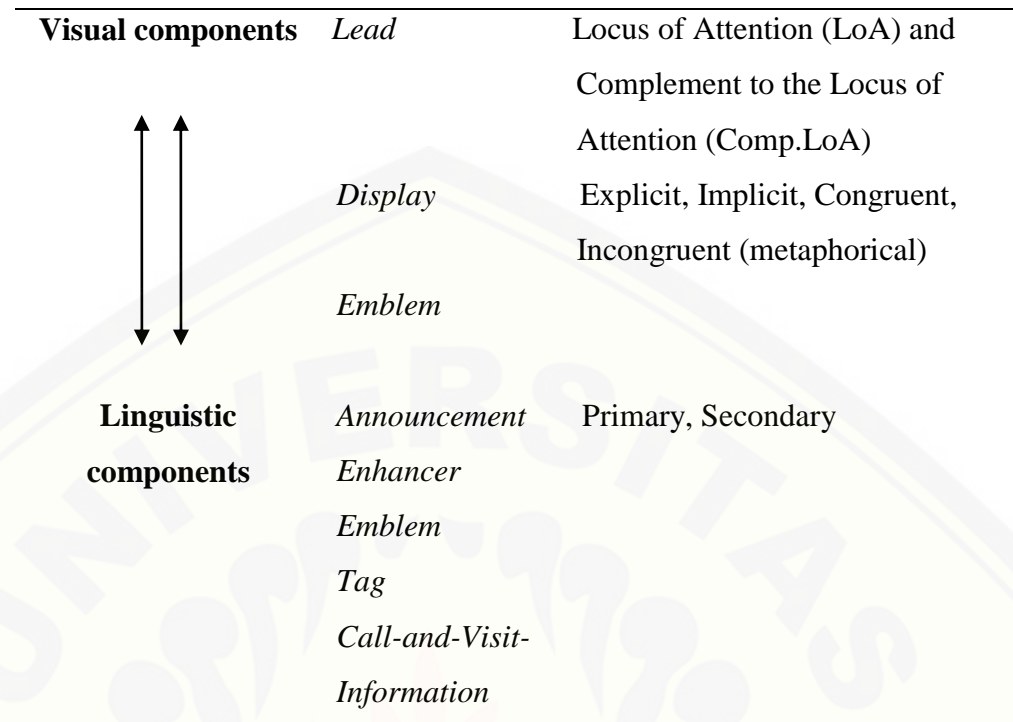 Visual components Lead Locus of Attention (LoA) and
Complement to the Locus of
Attention (Comp.LoA)
Display Explicit, Implicit, Congruent,
Incongruent (metaphorical)
Emblem
Linguistic Announcement Primary, Secondary
components Enhancer
Emblem
Tag
Call-and-Visit-
Information
UNIVERSITAS